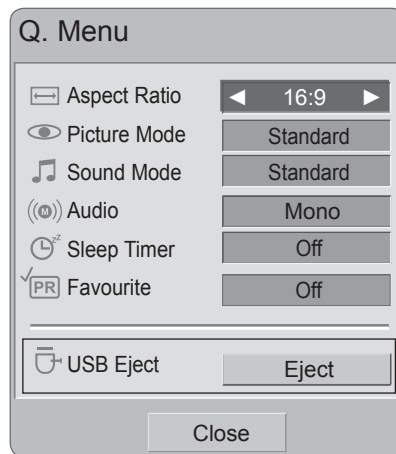 Q. Menu
Aspect Ratio ◀ 16:9 ▶
Picture Mode Standard
Sound Mode Standard
((M)) Audio Mono
zz Sleep Timer Off
PR Favourite Off
USB Eject Eject
Close